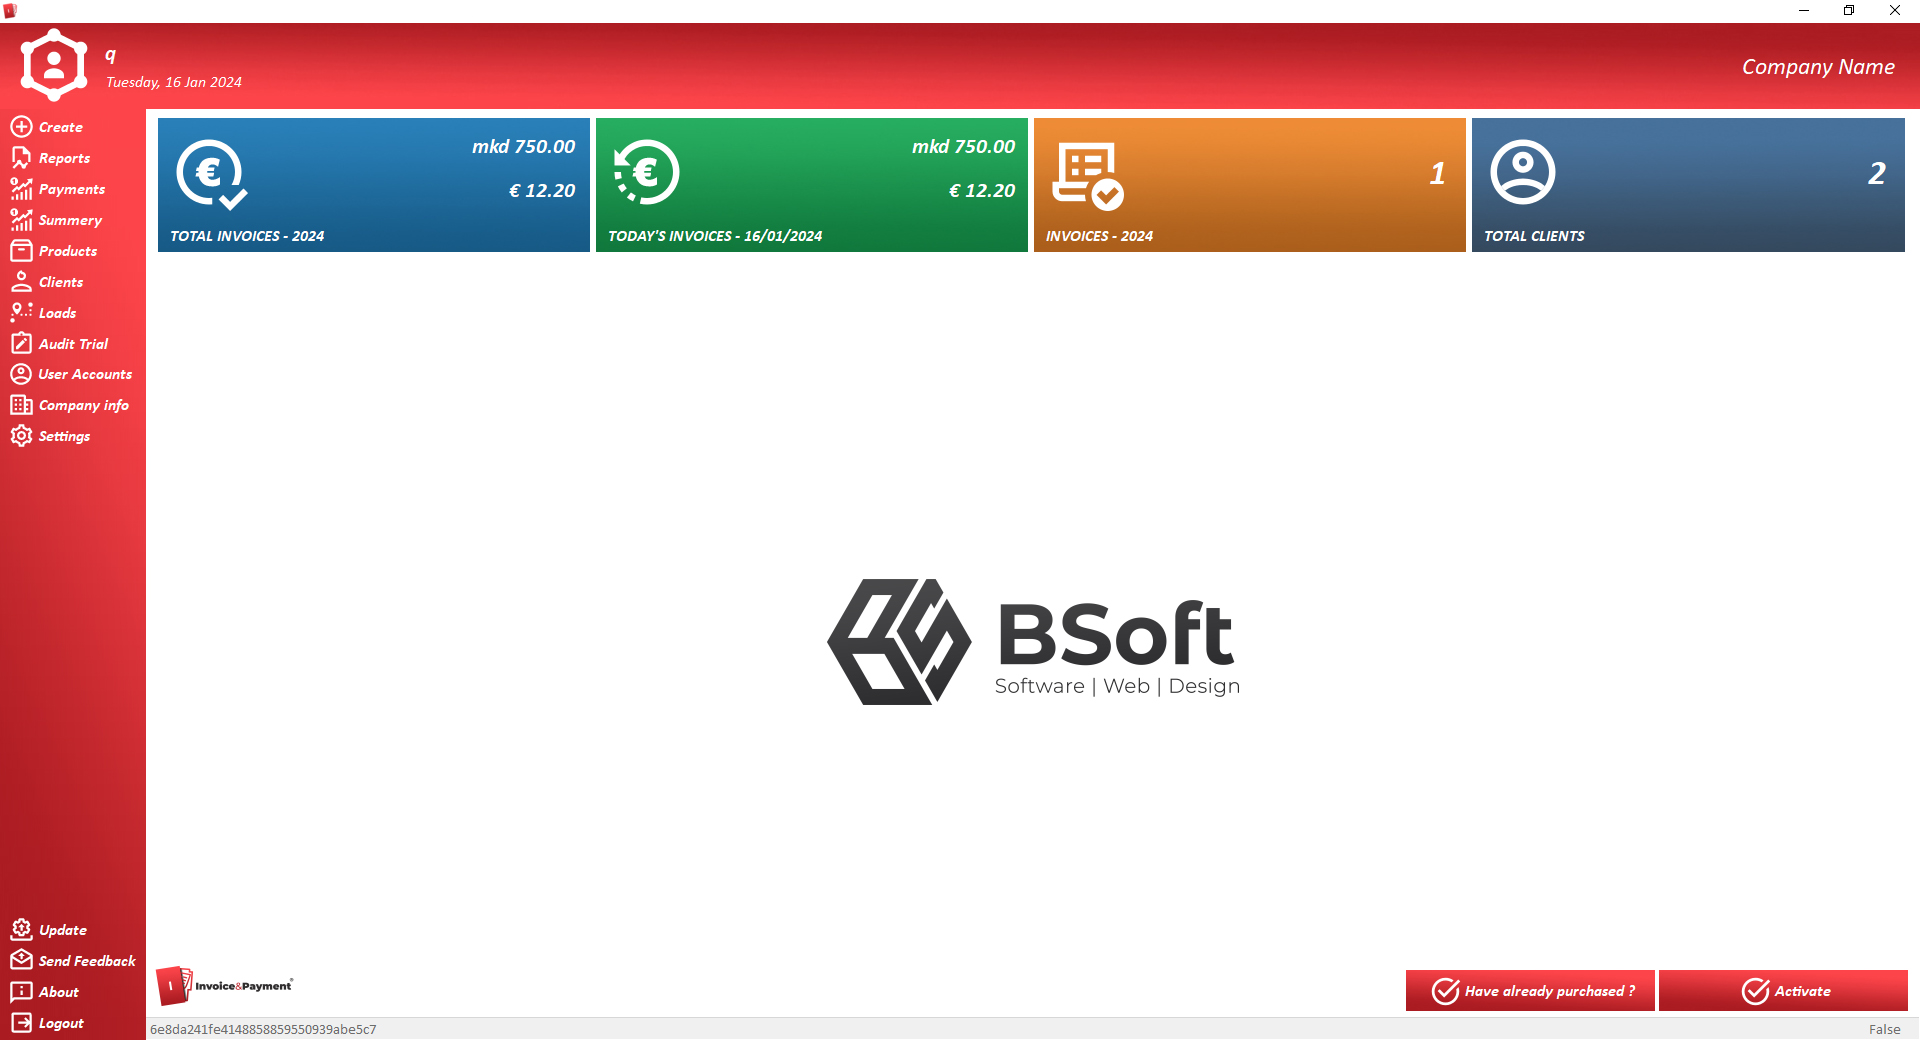 q
Tuesday, 16 Jan 2024
Company Name
Create
Reports
Payments
Summery
Products
Clients
Loads
Audit Trial
User Accounts
Company info
Settings
Update
Send Feedback
About
Logout
mkd 750.00
€ 12.20
TOTAL INVOICES - 2024
mkd 750.00
€ 12.20
TODAY'S INVOICES - 16/01/2024
1
INVOICES - 2024
2
TOTAL CLIENTS
BSoft
Software | Web | Design
Invoice&Payment
Have already purchased ?
Activate
6e8da241fe4148858859550939abe5c7
False